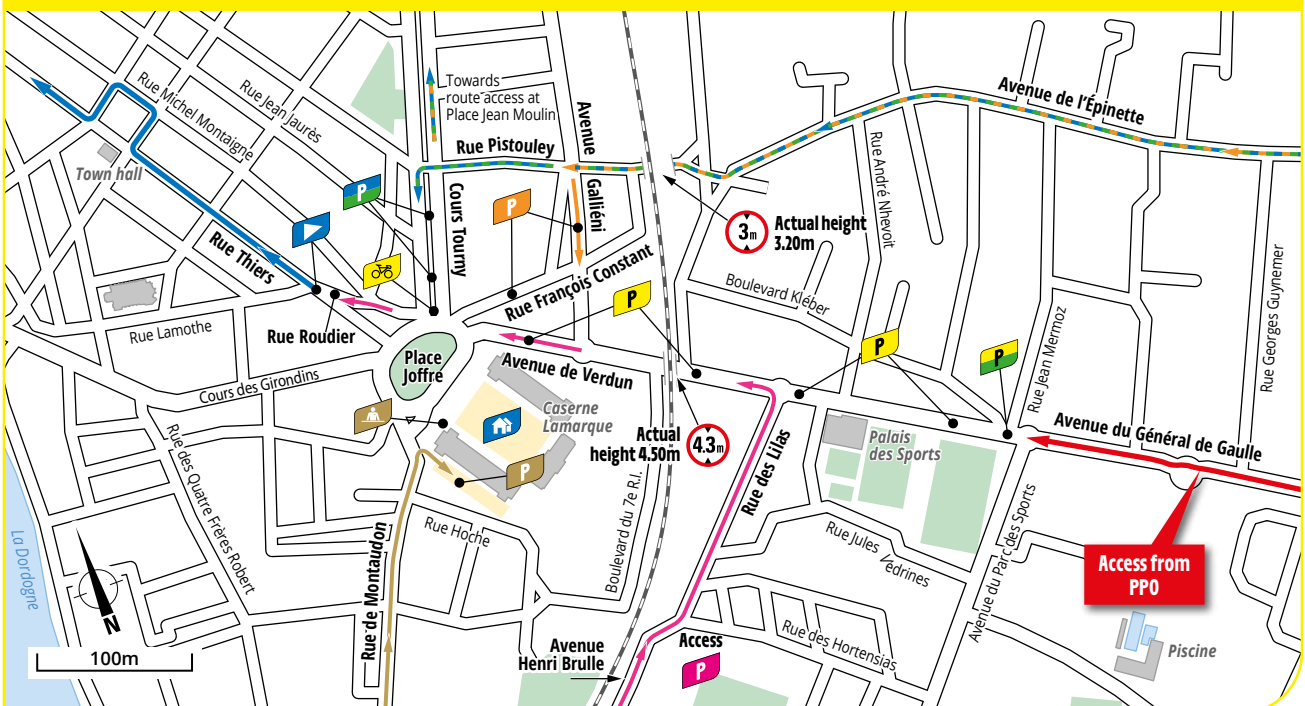 Towards
route access at
Place Jean Moulin
Avenue
Galliéni
Rue Michel Montaigne
Rue Jean Jaurès
Rue Pistouley
Avenue de l'Épinette
Town hall
P
Cours Tourny
P
3m
Actual height
3.20m
Rue André Nhevoit
Rue Georges Guynemer
Rue Thiers
Rue François Constant
P
Boulevard Kléber
Rue Lamothe
Rue Roudier
Place
Joffre
Avenue de Verdun
P
P
Rue Jean Mermoz
Cours des Girondins
Caserne
Lamarque
Actual
height 4.50m
4.3m
Palais
des Sports
Avenue du Général de Gaulle
Rue des Quatre Frères Robert
P
Rue des Lilas
La Dordogne
Rue Hoche
Boulevard du 7e R.I.
Rue Jules Védrines
Avenue du Parc des Sports
Access from
PPO
N
Rue de Montaudon
100m
Avenue
Henri Brulle
Access
P
Rue des Hortensias
Piscine